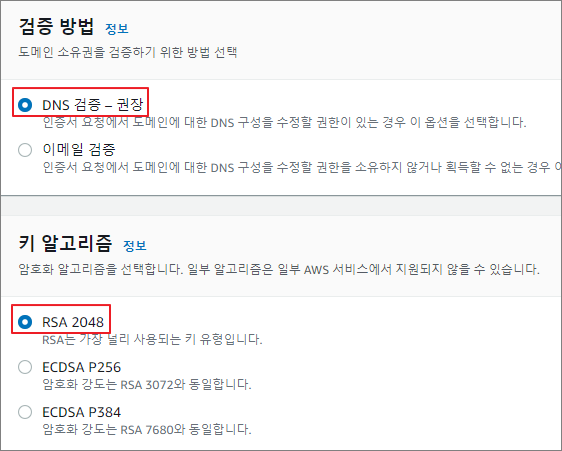 검증 방법 정보
도메인 소유권을 검증하기 위한 방법 선택
DNS 검증 – 권장
인증서 요청에서 도메인에 대한 DNS 구성을 수정할 권한이 있는 경우 이 옵션을 선택합니다.
이메일 검증
인증서 요청에서 도메인에 대한 DNS 구성을 수정할 권한을 소유하지 않거나 획득할 수 없는 경우 이
키 알고리즘 정보
암호화 알고리즘을 선택합니다. 일부 알고리즘은 일부 AWS 서비스에서 지원되지 않을 수 있습니다.
RSA 2048
RSA는 가장 널리 사용되는 키 유형입니다.
ECDSA P256
암호화 강도는 RSA 3072와 동일합니다.
ECDSA P384
암호화 강도는 RSA 7680와 동일합니다.